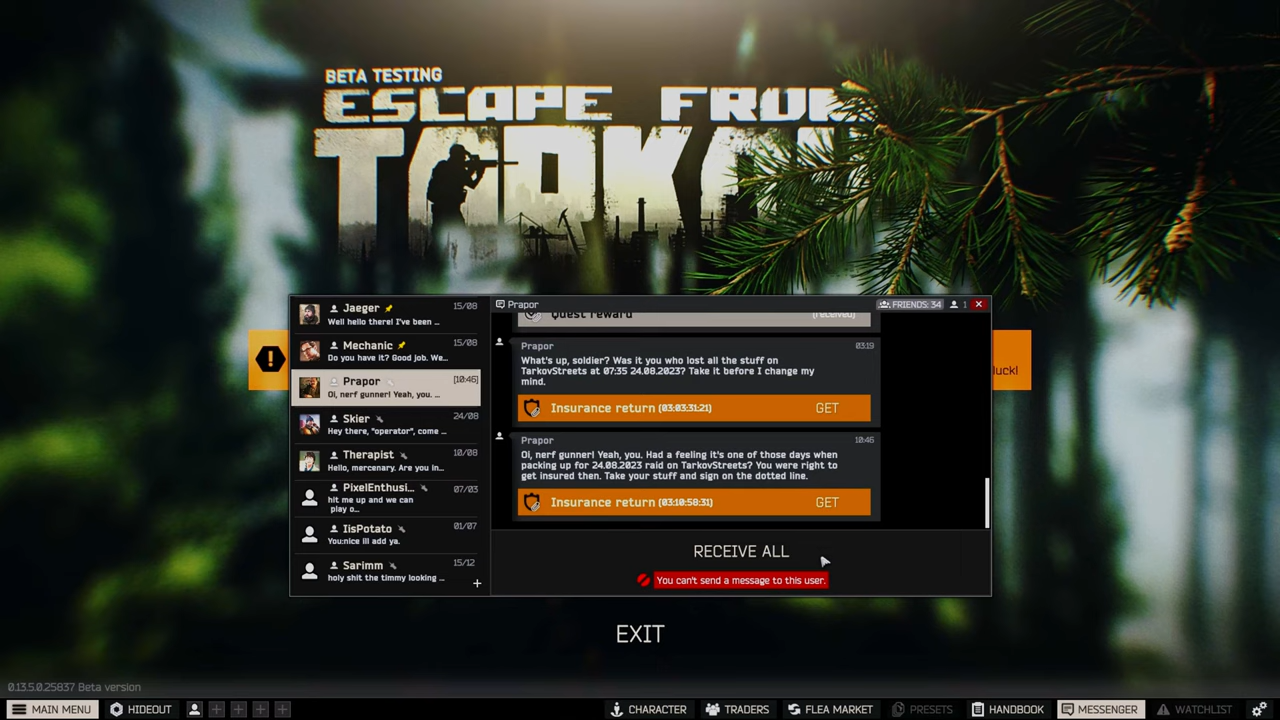 BETA TESTING
ESCAPE FROM
TARKOV
Jaeger 15/08
Well hello there! I've been ...
Mechanic 15/08
Do you have it? Good job. We...
Prapor [10:46]
Oi, nerf gunner! Yeah, you. ...
Skier 24/08
Hey there, "operator", come ...
Therapist 10/08
Hello, mercenary. Are you in...
PixelEnthusi... 07/03
hit me up and we can
play o...
IisPotato 01/07
You:nice ill add ya.
Sarimm 15/12
holy shit the timmy looking ...
+
Prapor FRIENDS: 34 1
Quest reward (received)
Prapor 03:19
What's up, soldier? Was it you who lost all the stuff on
TarkovStreets at 07:35 24.08.2023? Take it before I change my
mind.
Insurance return (03:03:31:21) GET
Prapor 10:46
Oi, nerf gunner! Yeah, you. Had a feeling it's one of those days when
packing up for 24.08.2023 raid on TarkovStreets? You were right to
get insured then. Take your stuff and sign on the dotted line.
Insurance return (03:10:58:31) GET
RECEIVE ALL
You can't send a message to this user.
luck!
EXIT
0.13.5.0.25837 Beta version
MAIN MENU HIDEOUT CHARACTER TRADERS FLEA MARKET PRESETS HANDBOOK MESSENGER WATCHLIST